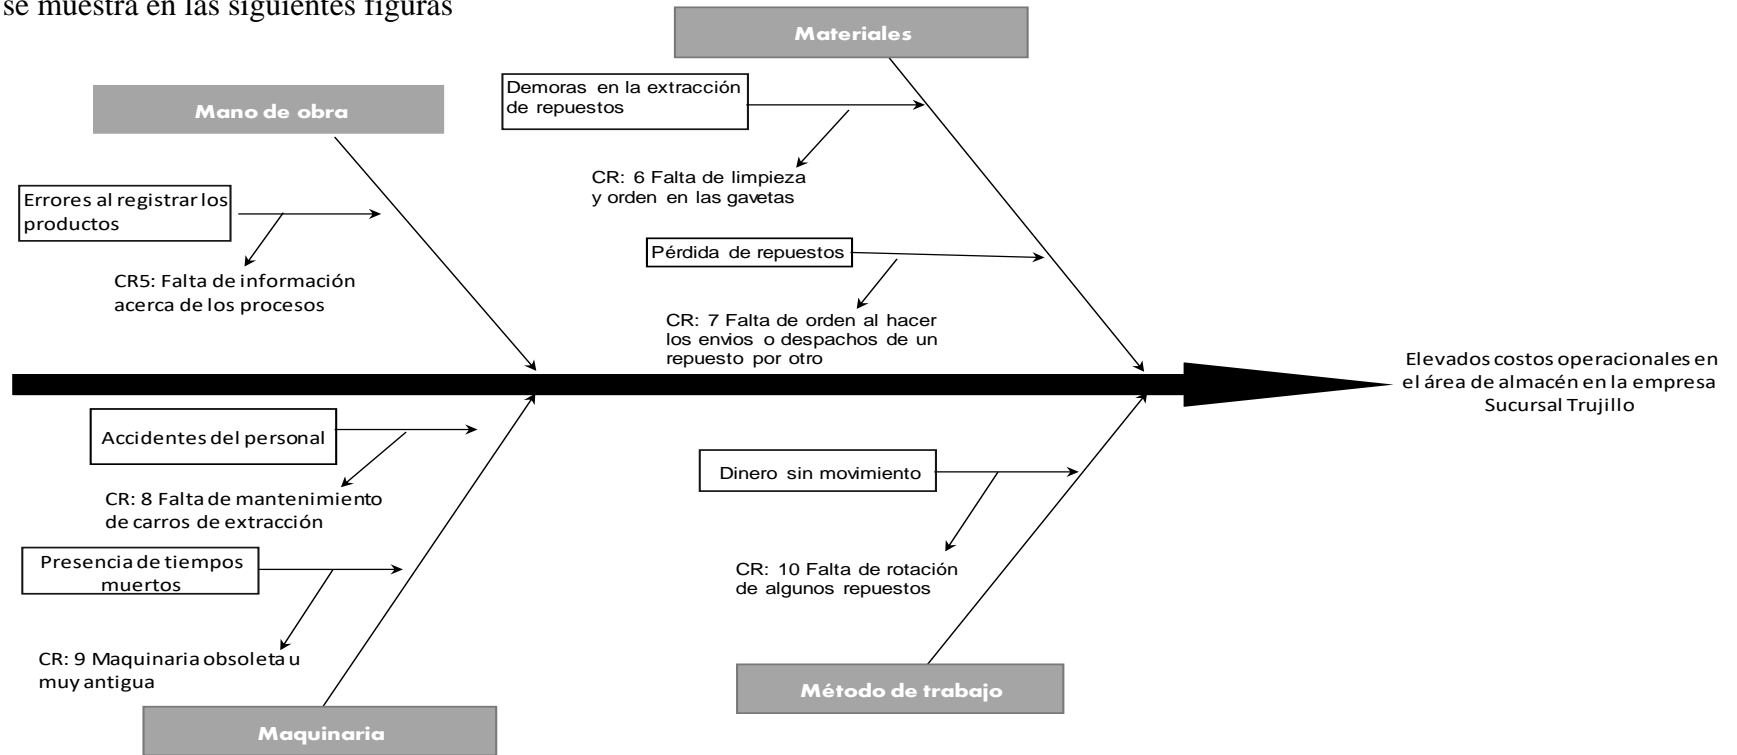 se muestra en las siguientes figuras
Materiales
Demoras en la extracción
de repuestos
Mano de obra
CR: 6 Falta de limpieza
y orden en las gavetas
Errores al registrar los
productos
Pérdida de repuestos
CR5: Falta de información
acerca de los procesos
CR: 7 Falta de orden al hacer
los envios o despachos de un
repuesto por otro
Elevados costos operacionales en
el área de almacén en la empresa
Sucursal Trujillo
Accidentes del personal
Dinero sin movimiento
CR: 8 Falta de mantenimiento
de carros de extracción
Presencia de tiempos
muertos
CR: 10 Falta de rotación
de algunos repuestos
CR: 9 Maquinaria obsoleta u
muy antigua
Método de trabajo
Maquinaria